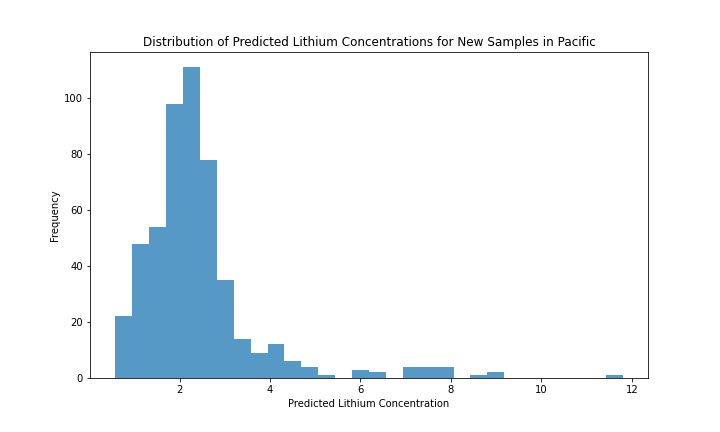 Distribution of Predicted Lithium Concentrations for New Samples in Pacific
Frequency
100
80
60
40
20
0
2 4 6 8 10 12
Predicted Lithium Concentration